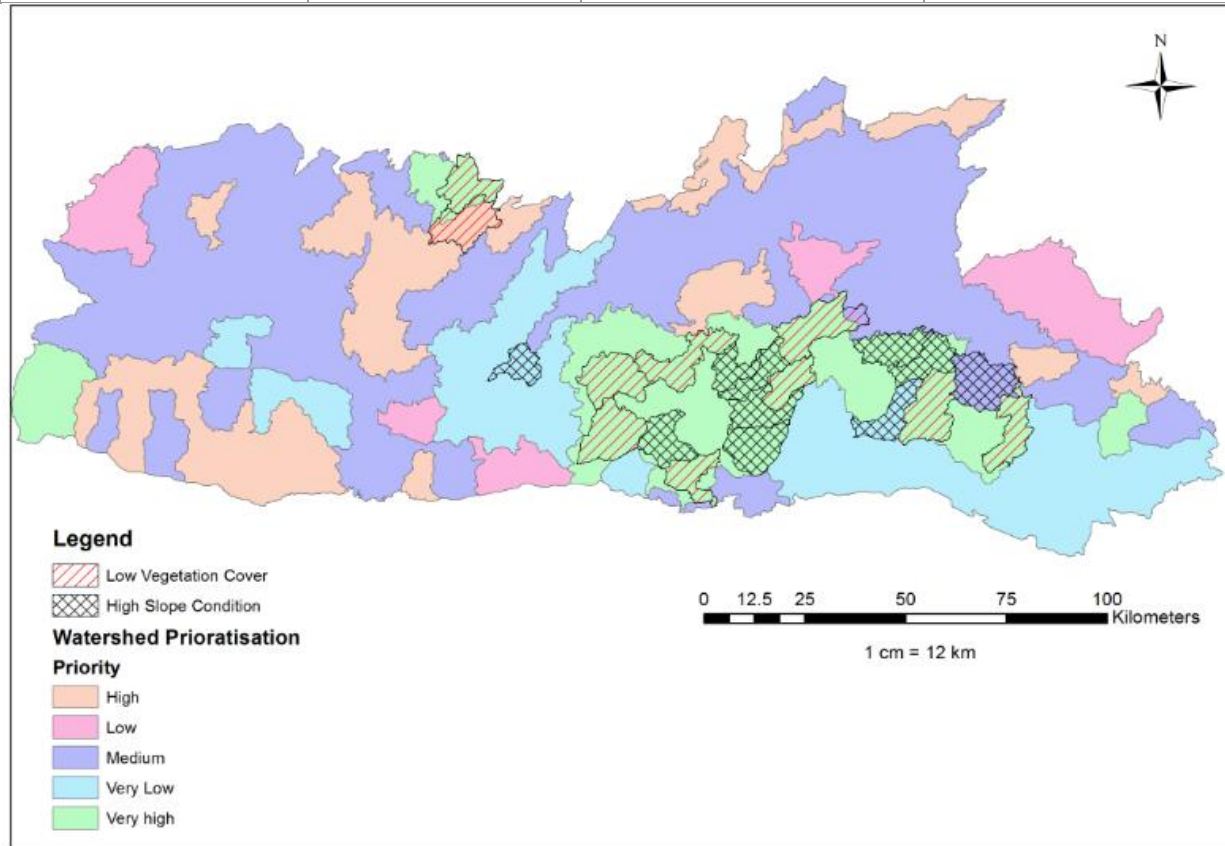 N
Legend
Low Vegetation Cover
High Slope Condition
Watershed Prioratisation
Priority
High
Low
Medium
Very Low
Very high
0 12.5 25 50 75 100
Kilometers
1 cm = 12 km